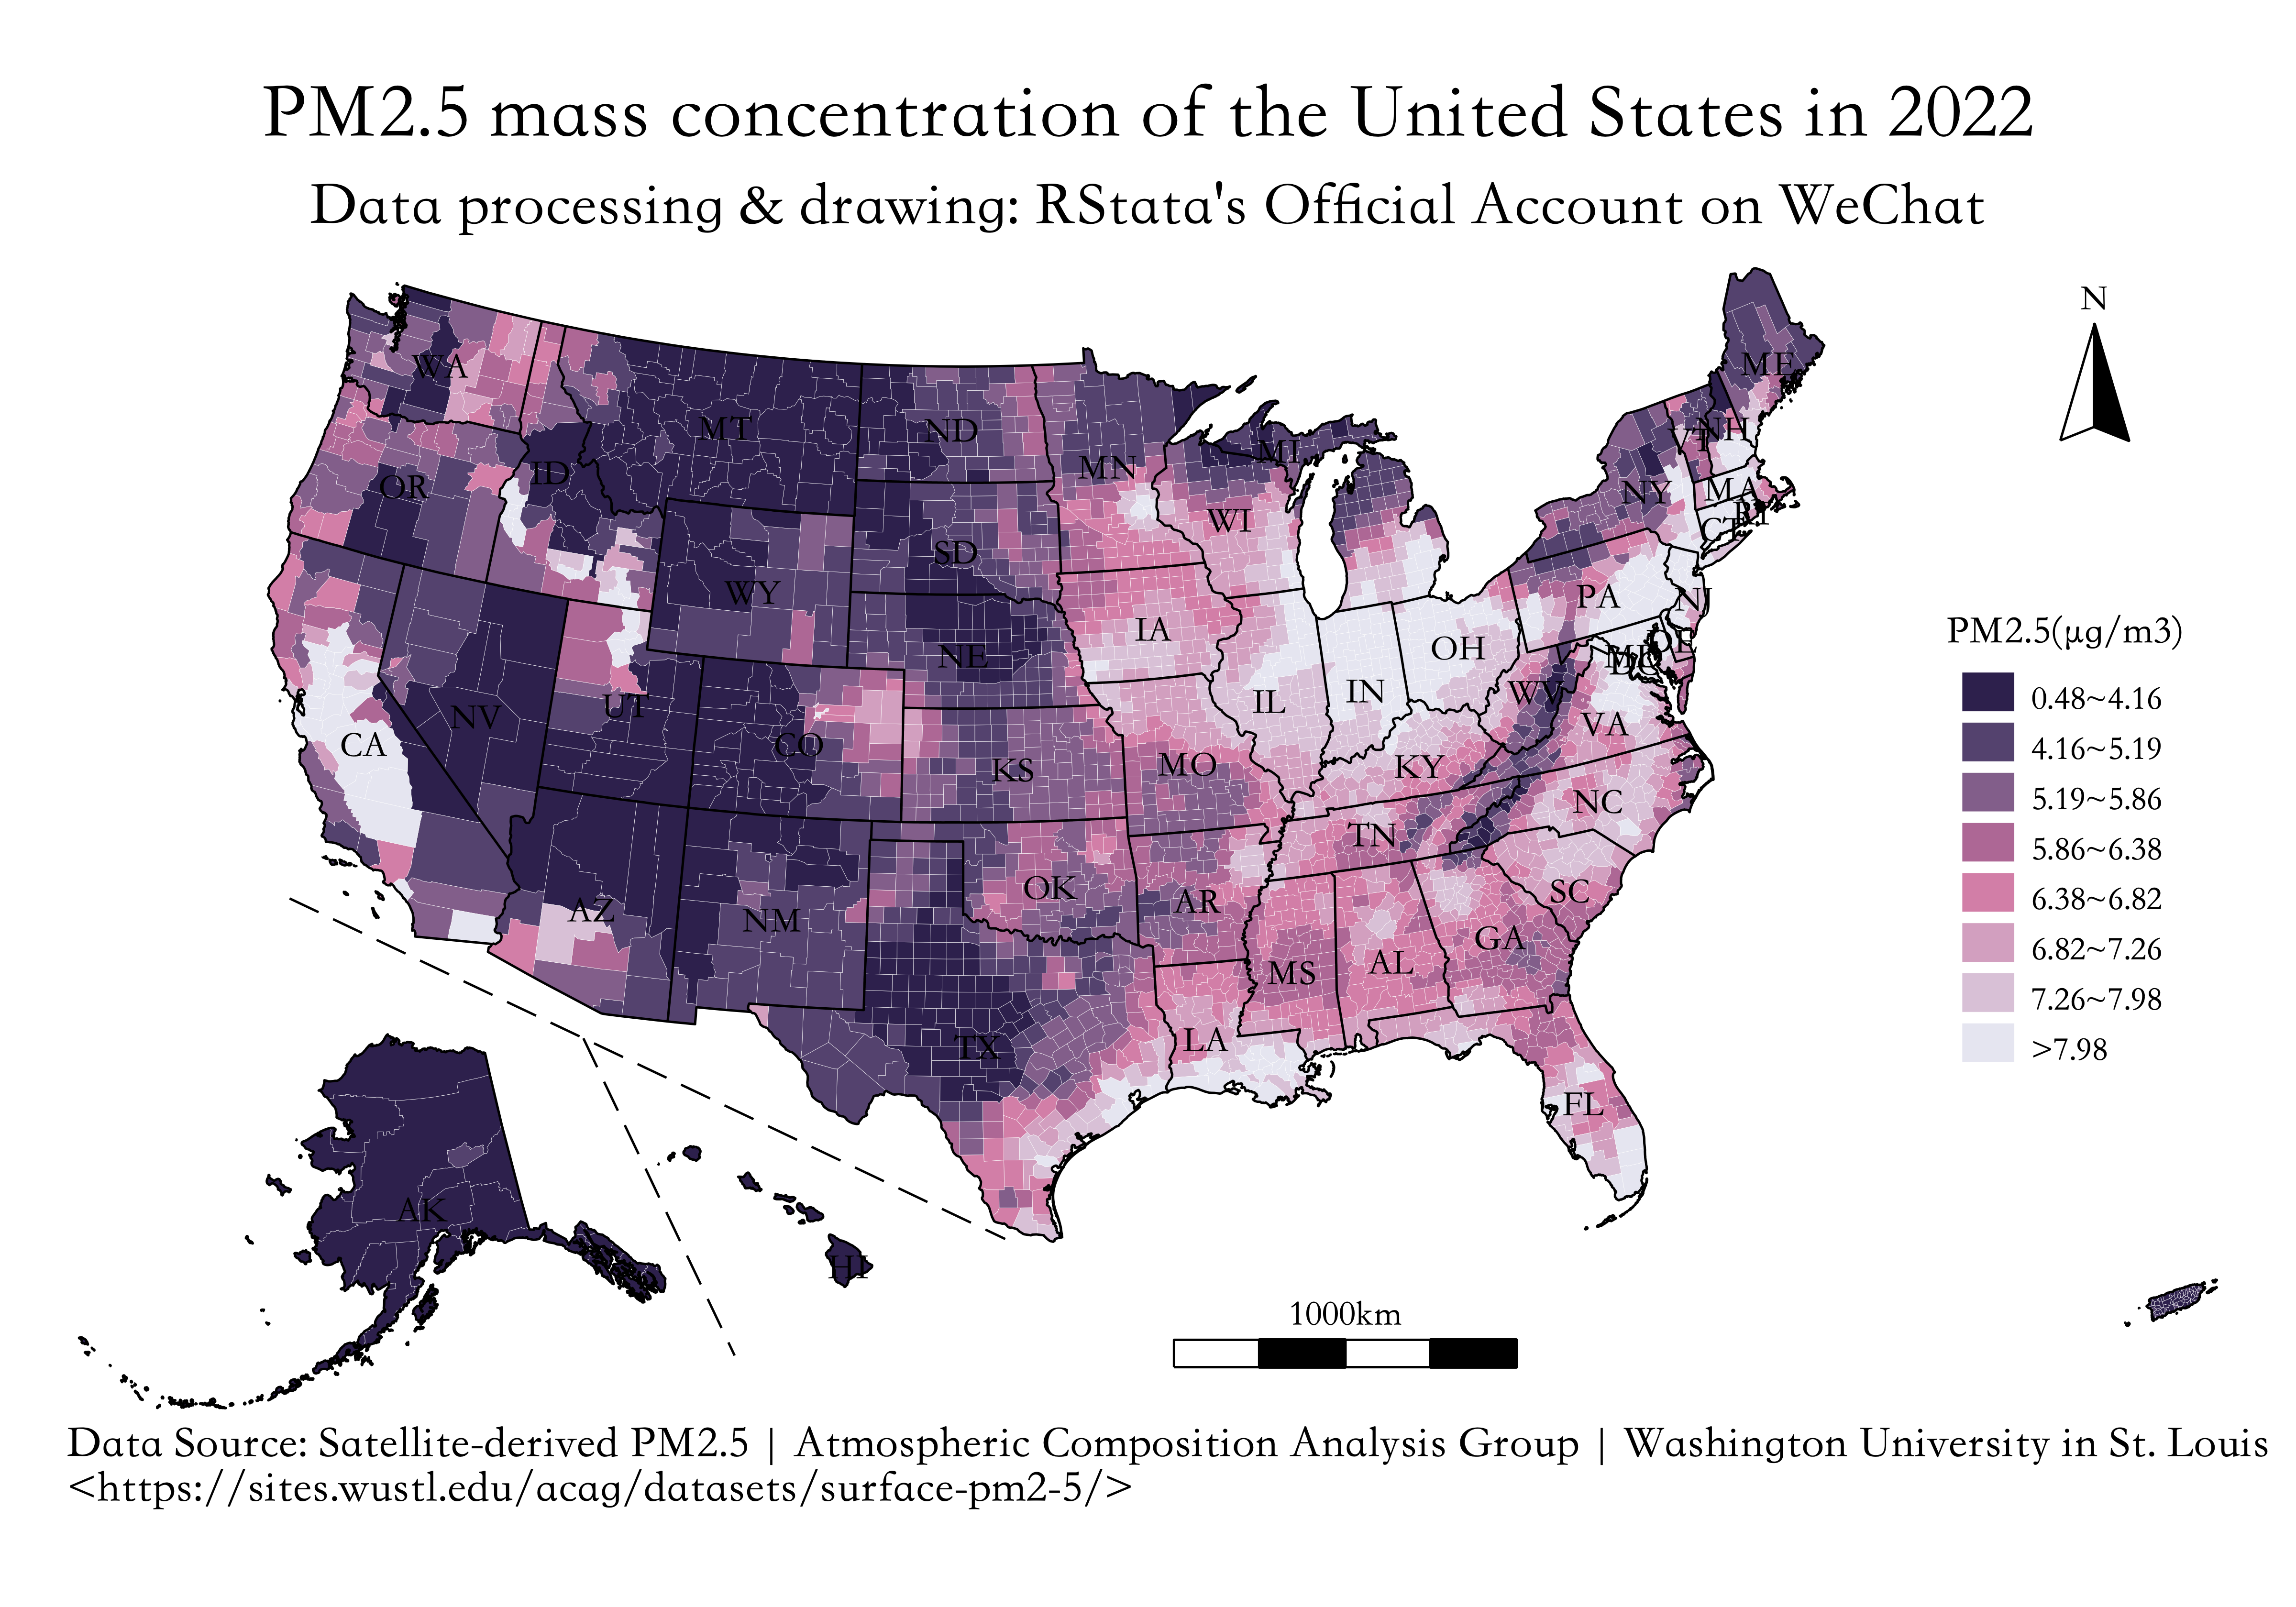 PM2.5 mass concentration of the United States in 2022
Data processing & drawing: RStata's Official Account on WeChat
N
WA
MT
ND
MN
MI
ME
VT
NH
OR
ID
SD
WI
NY
MA
RI
CT
WY
IA
PA
NJ
NE
OH
MD
DE
DC
NV
UT
CO
IL
IN
WV
VA
CA
KS
MO
KY
NC
TN
AZ
NM
OK
AR
SC
MS
AL
GA
TX
LA
FL
AK
HI
PM2.5(μg/m3)
0.48~4.16
4.16~5.19
5.19~5.86
5.86~6.38
6.38~6.82
6.82~7.26
7.26~7.98
>7.98
1000km
Data Source: Satellite-derived PM2.5 | Atmospheric Composition Analysis Group | Washington University in St. Louis
<https://sites.wustl.edu/acag/datasets/surface-pm2-5/>